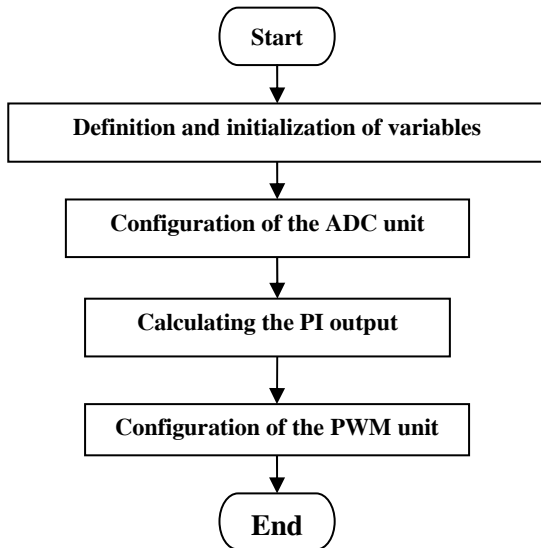 Start
Definition and initialization of variables
Configuration of the ADC unit
Calculating the PI output
Configuration of the PWM unit
End